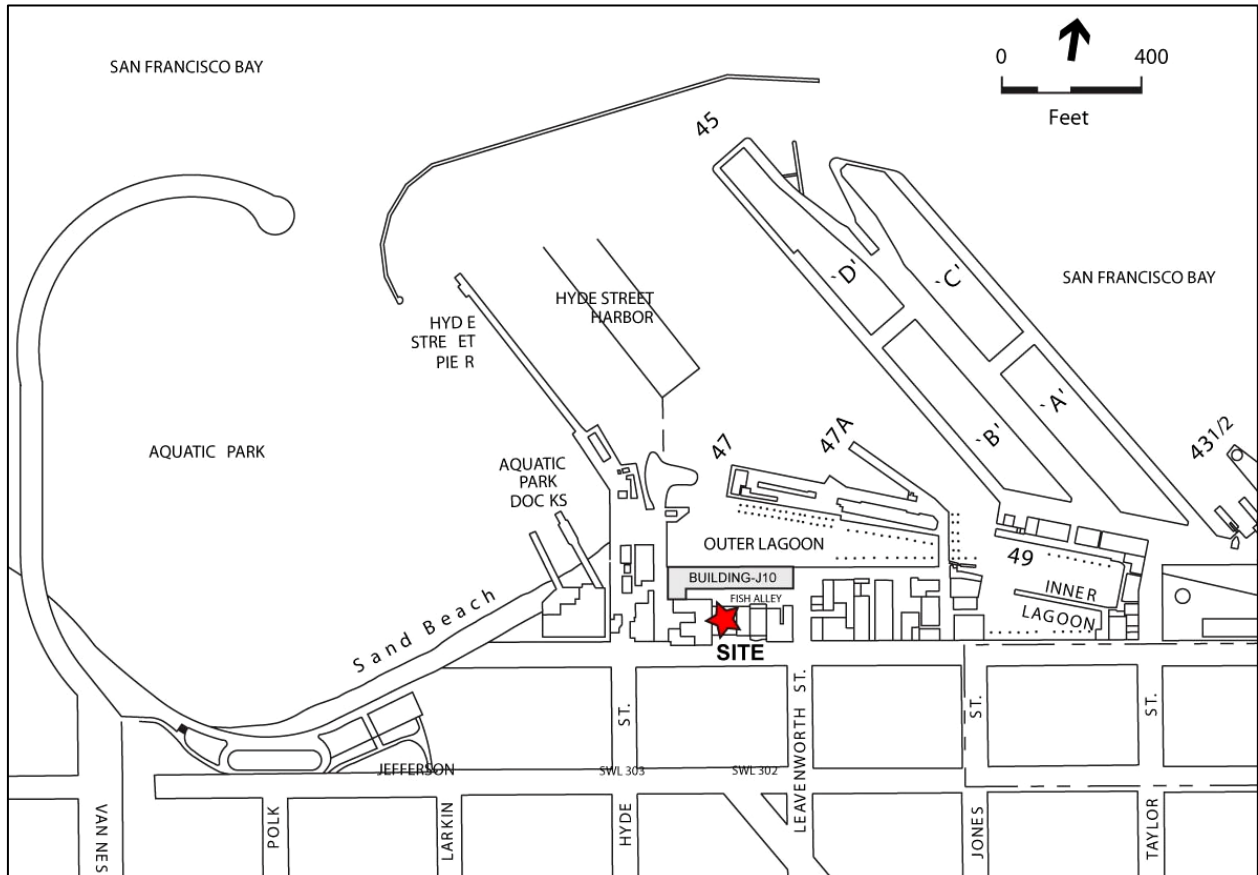 SAN FRANCISCO BAY
0 400
Feet
45
'D'
'C'
SAN FRANCISCO BAY
HYDE STREET
HARBOR
HYD E
STRE ET
PIE R
'A'
'B'
43 1/2
47
47A
AQUATIC PARK
AQUATIC
PARK
DOC KS
OUTER LAGOON
49
INNER
LAGOON
BUILDING-J10
FISH ALLEY
SITE
Sand Beach
ST.
LEAVENWORTH ST.
ST.
ST.
JEFFERSON
SWL 303
SWL 302
VAN NES
POLK
LARKIN
HYDE
JONES
TAYLOR